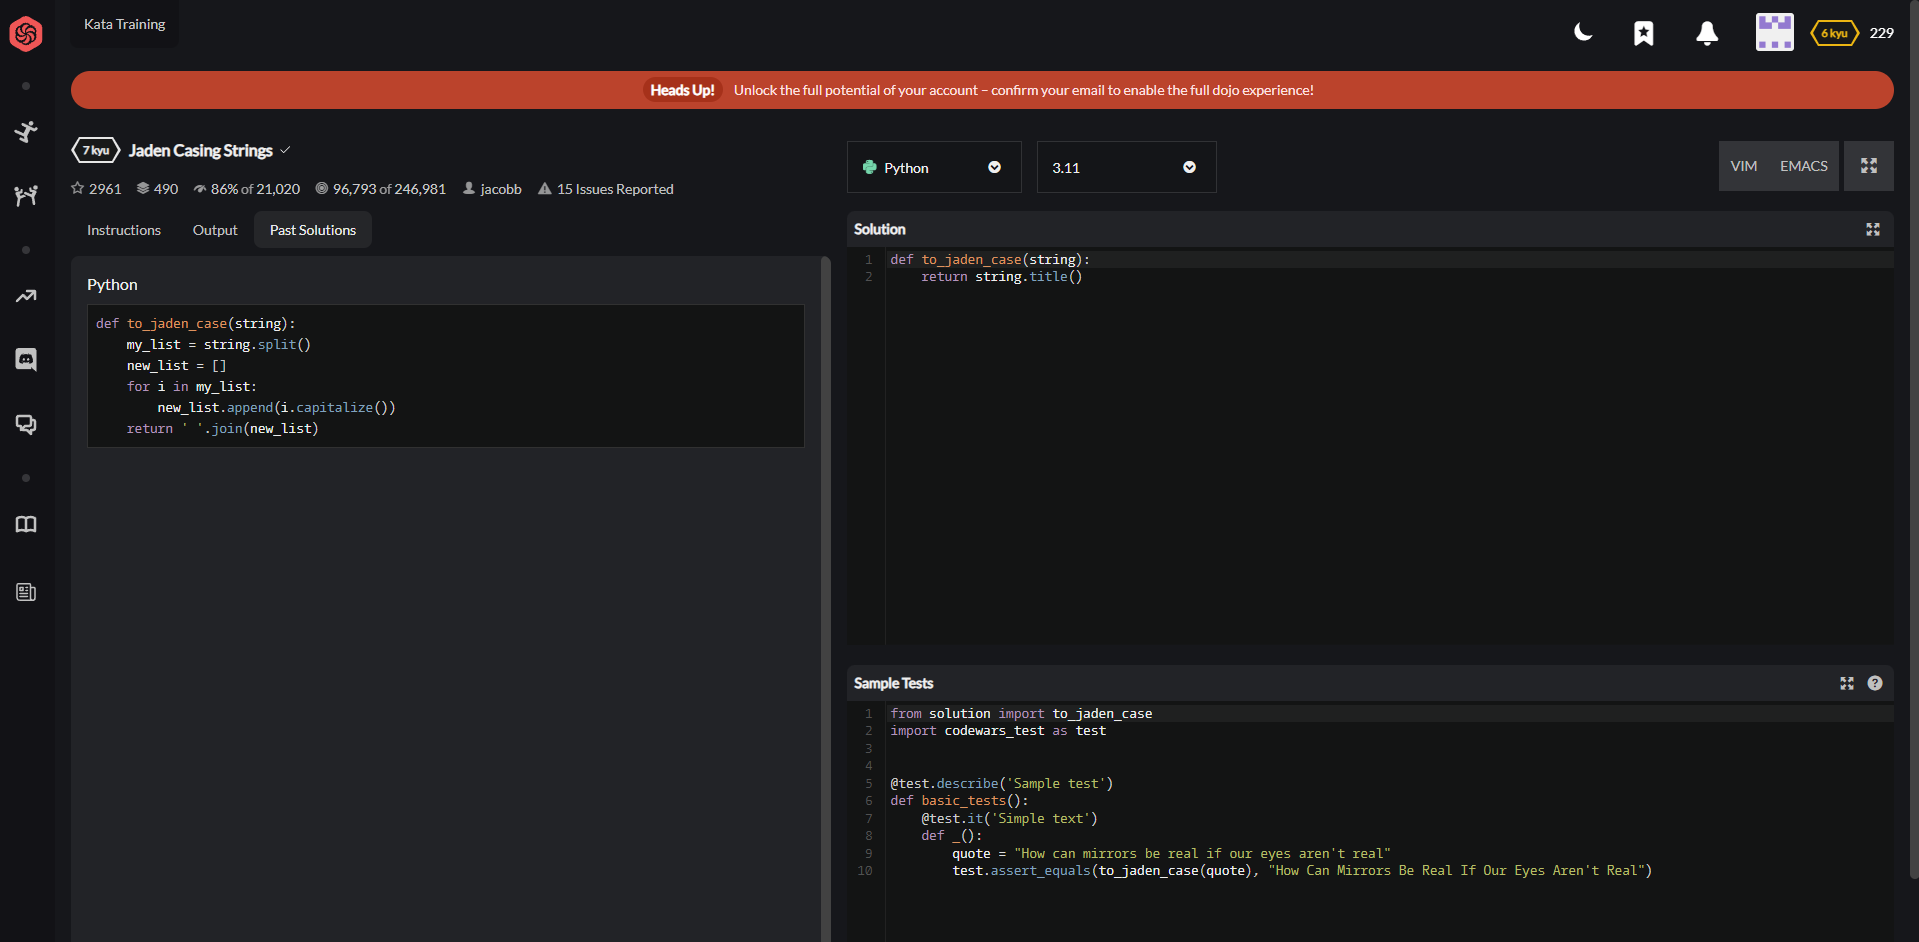 Kata Training
6 kyu 229
Heads Up! Unlock the full potential of your account – confirm your email to enable the full dojo experience!
7 kyu Jaden Casing Strings
2961 490 86% of 21,020 96,793 of 246,981 jacobb 15 Issues Reported
Instructions Output Past Solutions
Python
def to_jaden_case(string):
    my_list = string.split()
    new_list = []
    for i in my_list:
        new_list.append(i.capitalize())
    return ' '.join(new_list)
Python 3.11 VIM EMACS
Solution
1 def to_jaden_case(string):
2     return string.title()
Sample Tests
?
1 from solution import to_jaden_case
2 import codewars_test as test
3
4
5 @test.describe('Sample test')
6 def basic_tests():
7     @test.it('Simple text')
8     def _():
9         quote = "How can mirrors be real if our eyes aren't real"
10         test.assert_equals(to_jaden_case(quote), "How Can Mirrors Be Real If Our Eyes Aren't Real")